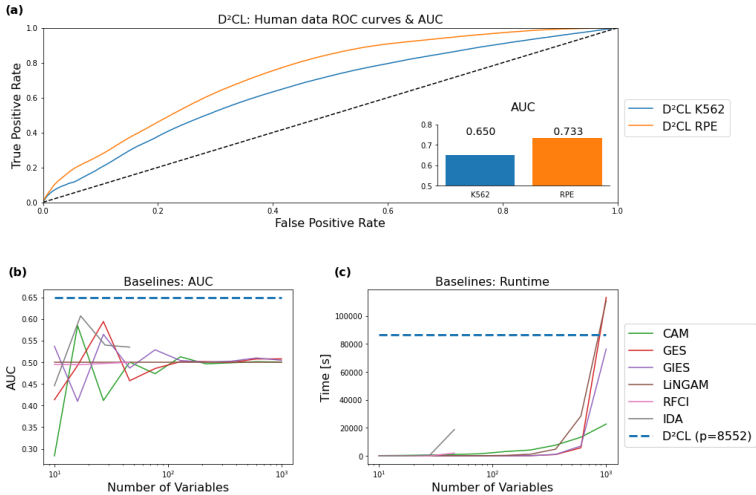 (a)
D²CL: Human data ROC curves & AUC
1.0
0.8
0.6
0.4
0.2
0.0
True Positive Rate
0.0 0.2 0.4 0.6 0.8 1.0
False Positive Rate
AUC
0.8
0.7
0.6
0.5
0.650 0.733
K562 RPE
D²CL K562
D²CL RPE
(b)
Baselines: AUC
0.65
0.60
0.55
0.50
0.45
0.40
0.35
0.30
AUC
10¹ 10² 10³
Number of Variables
(c)
Baselines: Runtime
100000
80000
60000
40000
20000
0
Time [s]
10¹ 10² 10³
Number of Variables
CAM
GES
GIES
LiNGAM
RFCI
IDA
D²CL (p=8552)